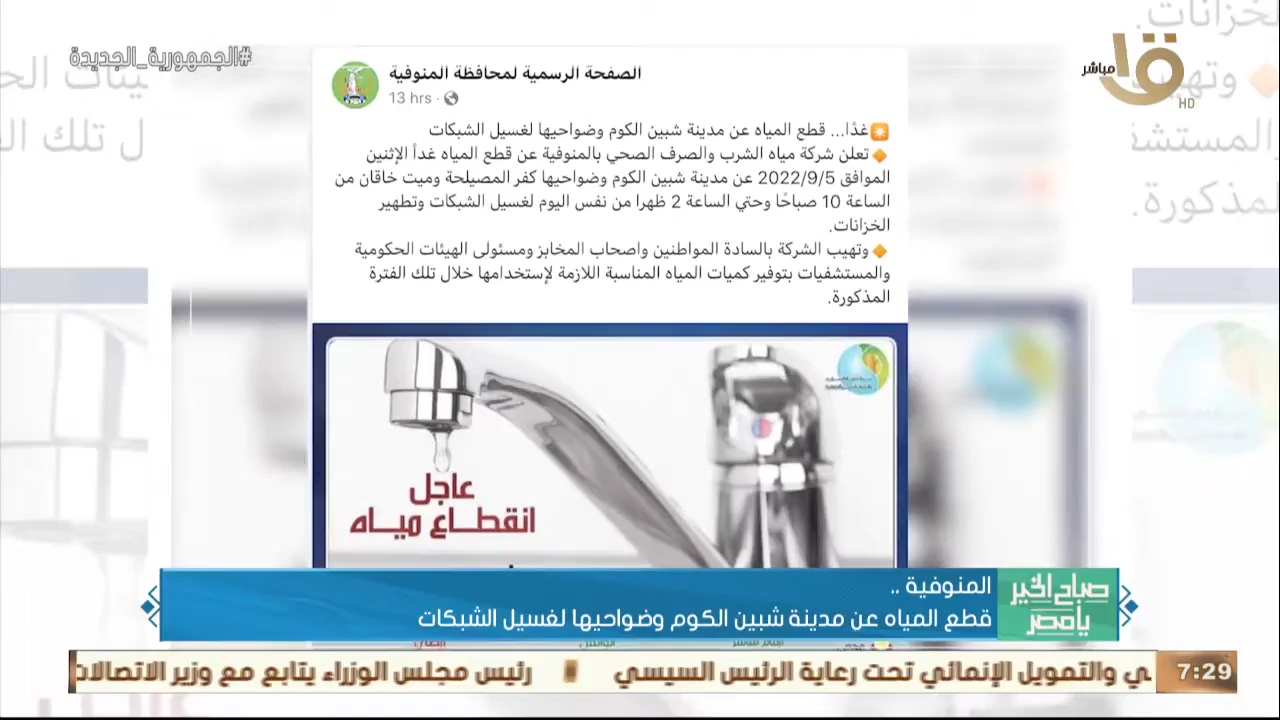 #الجمهورية_الجديدة
مباشر
HD
الصفحة الرسمية لمحافظة المنوفية
13 hrs ·
غدًا... قطع المياه عن مدينة شبين الكوم وضواحيها لغسيل الشبكات
تعلن شركة مياه الشرب والصرف الصحي بالمنوفية عن قطع المياه غداً الإثنين
الموافق 2022/9/5 عن مدينة شبين الكوم وضواحيها كفر المصيلحة وميت خاقان من
الساعة 10 صباحًا وحتي الساعة 2 ظهرا من نفس اليوم لغسيل الشبكات وتطهير
الخزانات.
وتهيب الشركة بالسادة المواطنين واصحاب المخابز ومسئولى الهيئات الحكومية
والمستشفيات بتوفير كميات المياه المناسبة اللازمة لإستخدامها خلال تلك الفترة
المذكورة.
عاجل
انقطاع مياه
صباح الخير
يا مصر
المنوفية ..
قطع المياه عن مدينة شبين الكوم وضواحيها لغسيل الشبكات
7:29
ي والتمويل الإنمائي تحت رعاية الرئيس السيسي
رئيس مجلس الوزراء يتابع مع وزير الاتصالات